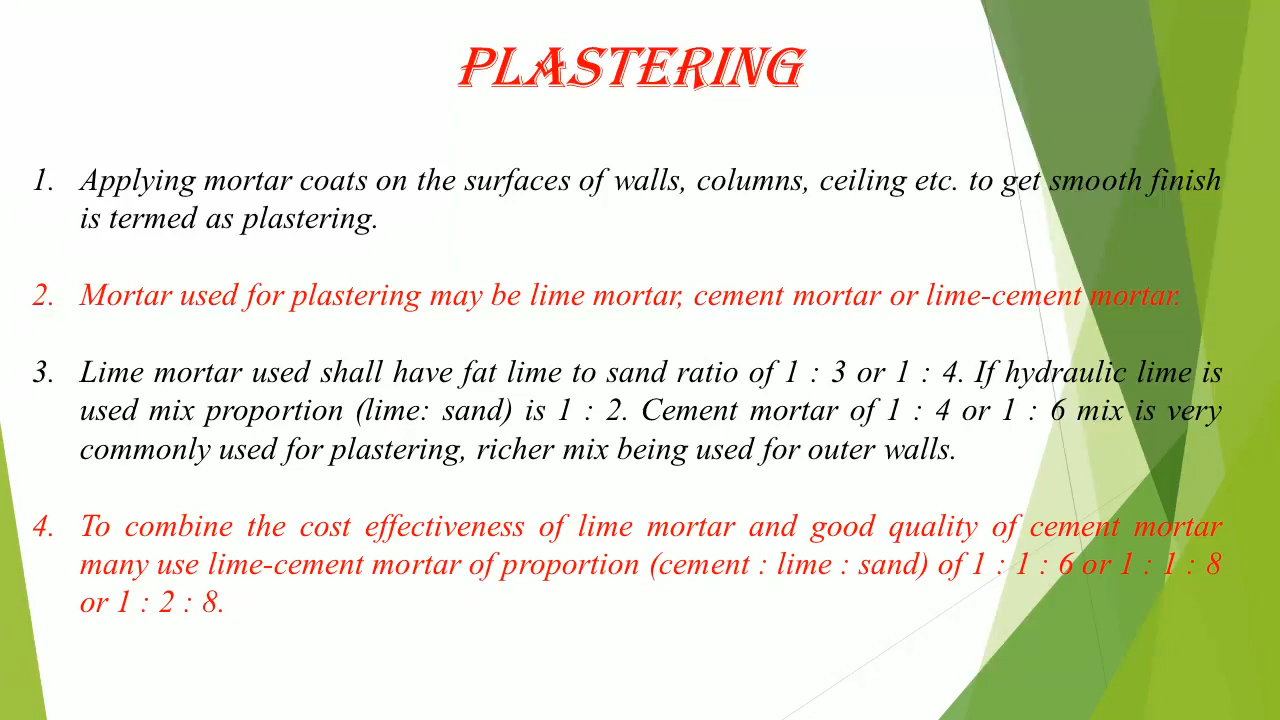 PLASTERING
1. Applying mortar coats on the surfaces of walls, columns, ceiling etc. to get smooth finish
is termed as plastering.
2. Mortar used for plastering may be lime mortar, cement mortar or lime-cement mortar.
3. Lime mortar used shall have fat lime to sand ratio of 1 : 3 or 1 : 4. If hydraulic lime is
used mix proportion (lime: sand) is 1 : 2. Cement mortar of 1 : 4 or 1 : 6 mix is very
commonly used for plastering, richer mix being used for outer walls.
4. To combine the cost effectiveness of lime mortar and good quality of cement mortar
many use lime-cement mortar of proportion (cement : lime : sand) of 1 : 1 : 6 or 1 : 1 : 8
or 1 : 2 : 8.